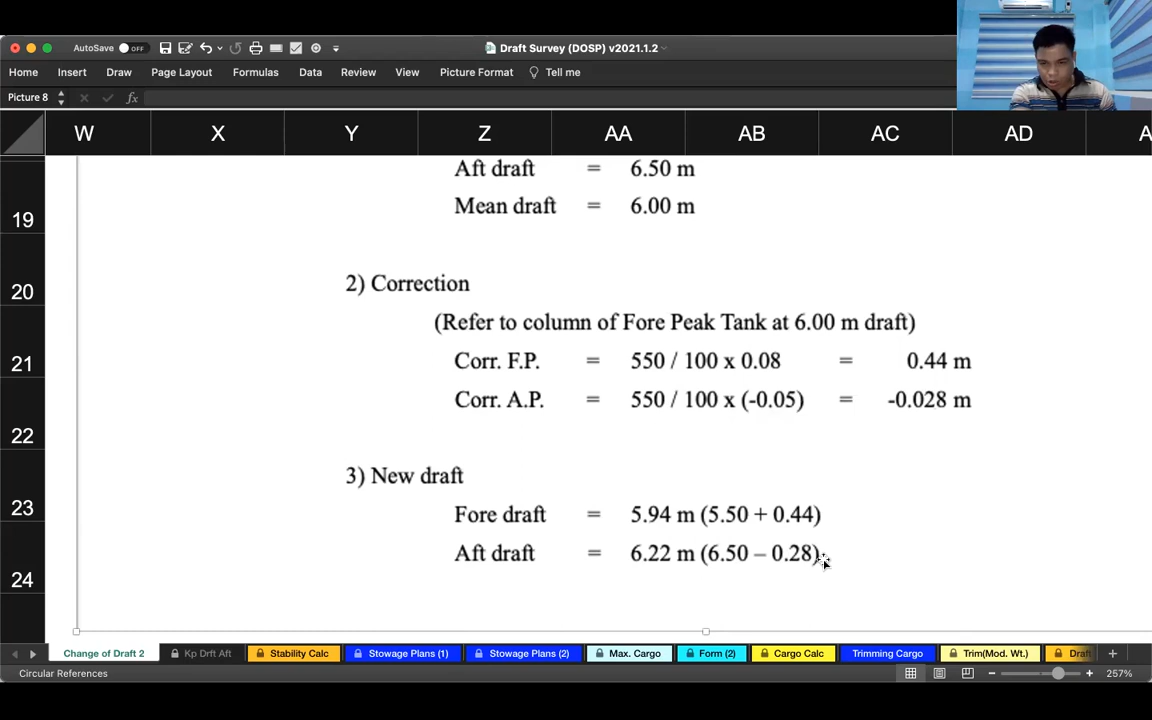 AutoSave OFF Draft Survey (DOSP) v2021.1.2
Home Insert Draw Page Layout Formulas Data Review View Picture Format Tell me
Picture 8 fx
W X Y Z AA AB AC AD A
Aft draft = 6.50 m
19 Mean draft = 6.00 m
20 2) Correction
(Refer to column of Fore Peak Tank at 6.00 m draft)
21 Corr. F.P. = 550 / 100 x 0.08 = 0.44 m
Corr. A.P. = 550 / 100 x (-0.05) = -0.028 m
22
3) New draft
23 Fore draft = 5.94 m (5.50 + 0.44)
Aft draft = 6.22 m (6.50 – 0.28)
24
Change of Draft 2 Kp Drft Aft Stability Calc Stowage Plans (1) Stowage Plans (2) Max. Cargo Form (2) Cargo Calc Trimming Cargo Trim(Mod. Wt.) Draft +
Circular References 257%